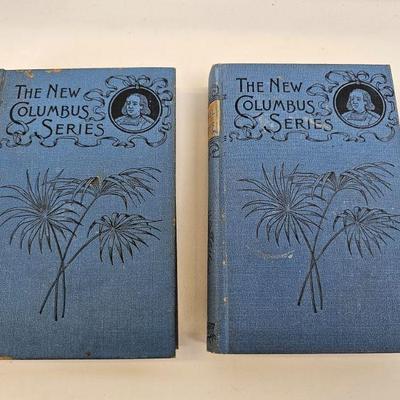 THE NEW
COLUMBUS
SERIES
THE NEW
COLUMBUS
SERIES